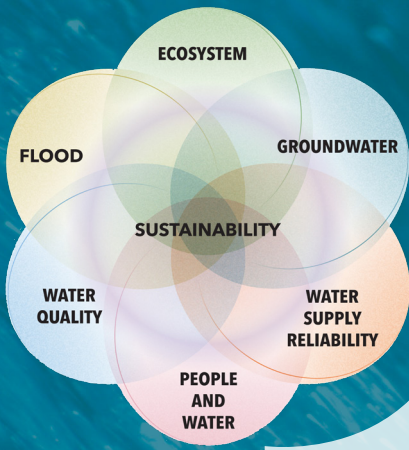 ECOSYSTEM
FLOOD
GROUNDWATER
SUSTAINABILITY
WATER
QUALITY
WATER
SUPPLY
RELIABILITY
PEOPLE
AND
WATER